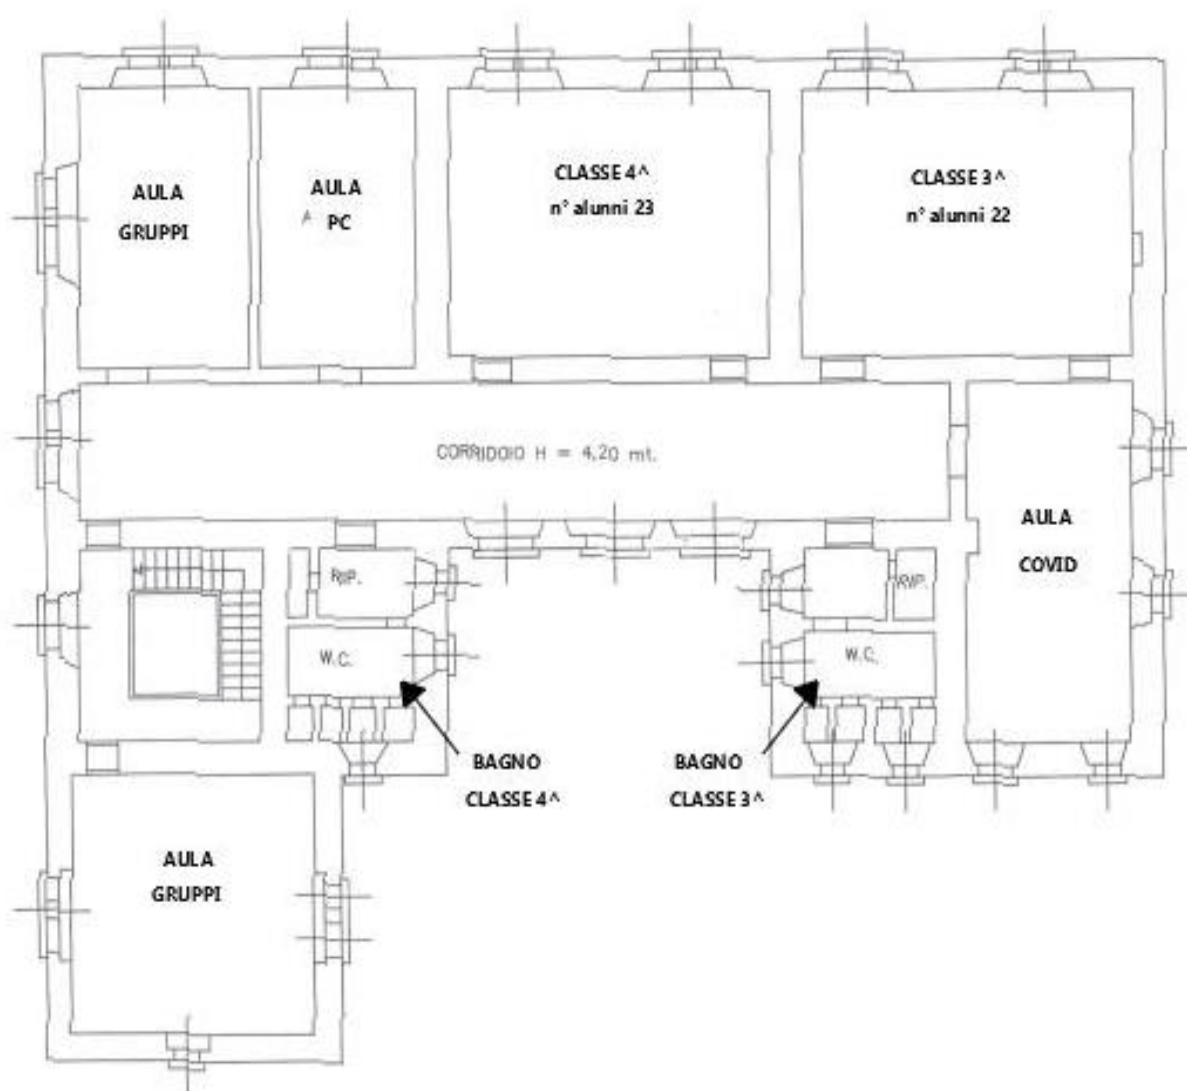 AULA
GRUPPI
AULA
A PC
CLASSE 4^
n° alunni 23
CLASSE 3^
n° alunni 22
CORRIDOIO H = 4,20 mt.
AULA
COVID
RIP.
W.C.
RIP.
W.C.
BAGNO
CLASSE 4^
BAGNO
CLASSE 3^
AULA
GRUPPI